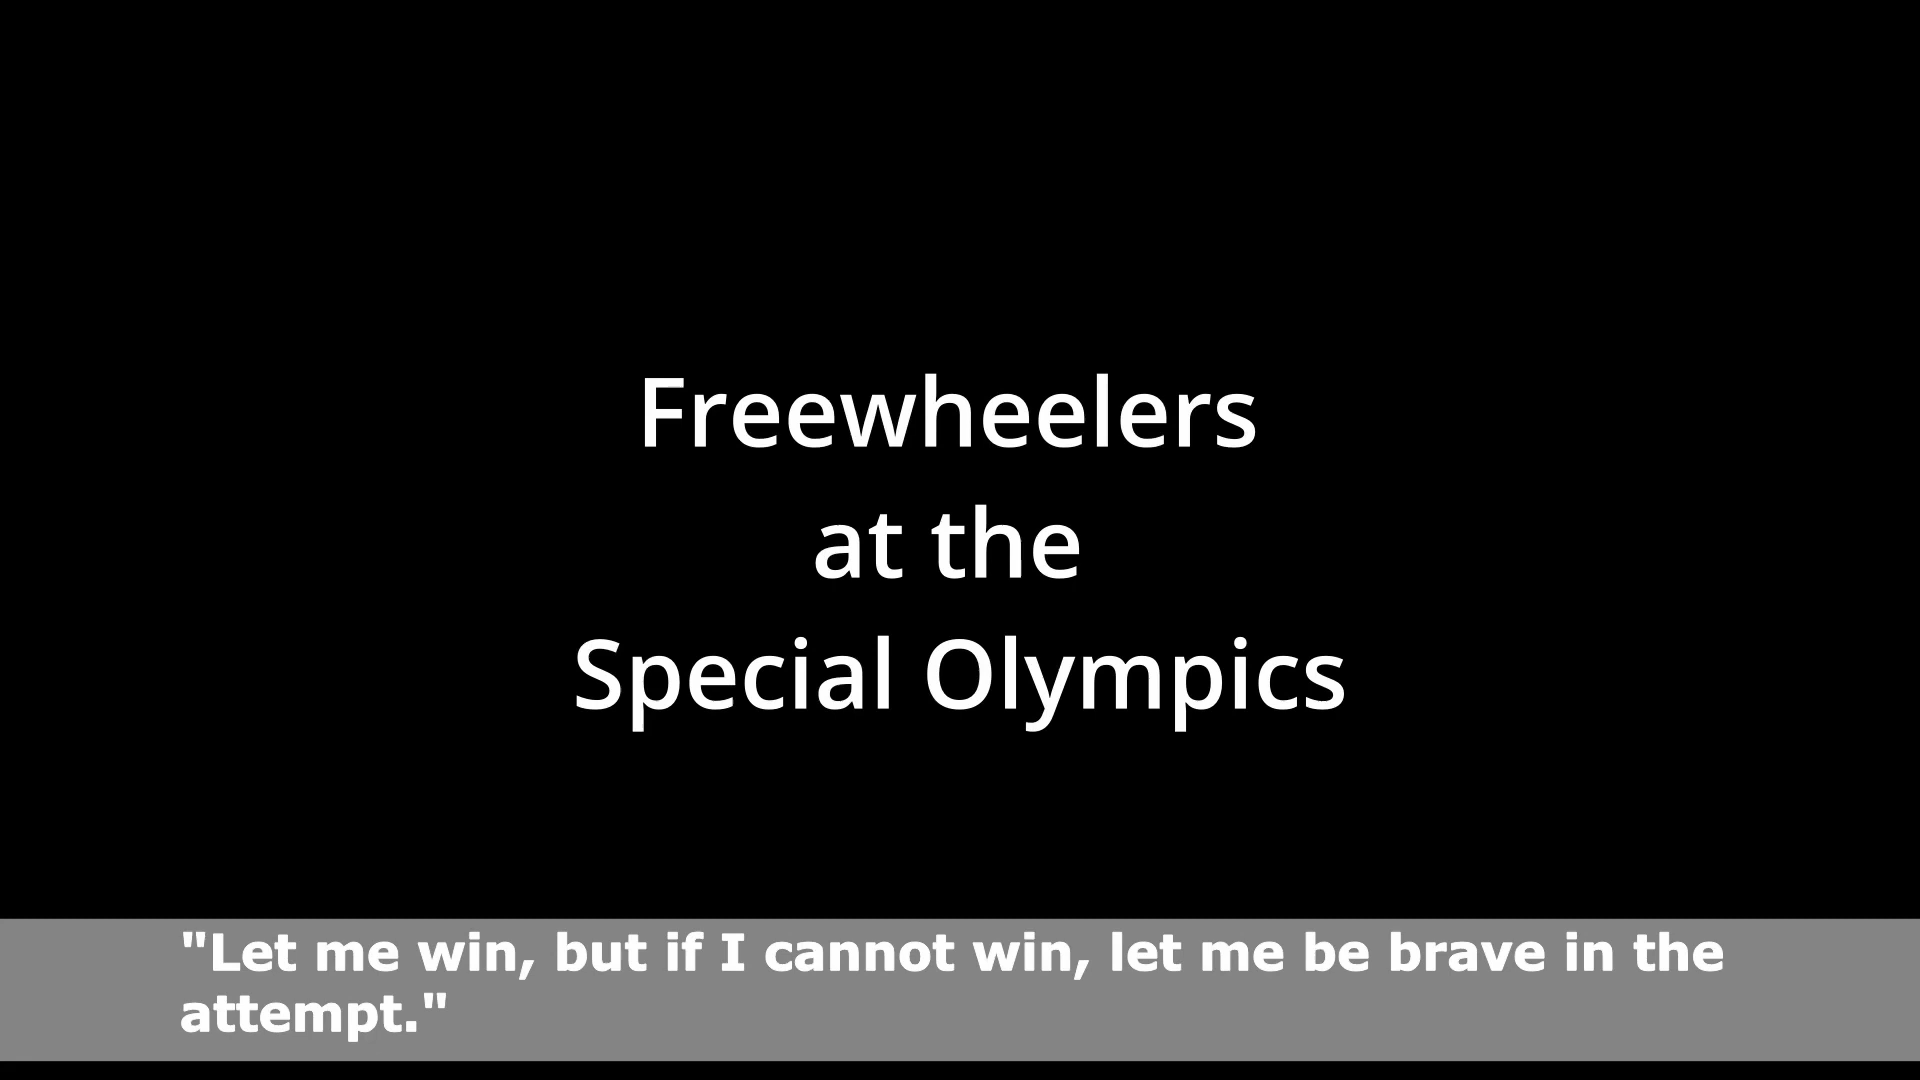 Freewheelers
at the
Special Olympics
"Let me win, but if I cannot win, let me be brave in the
attempt."